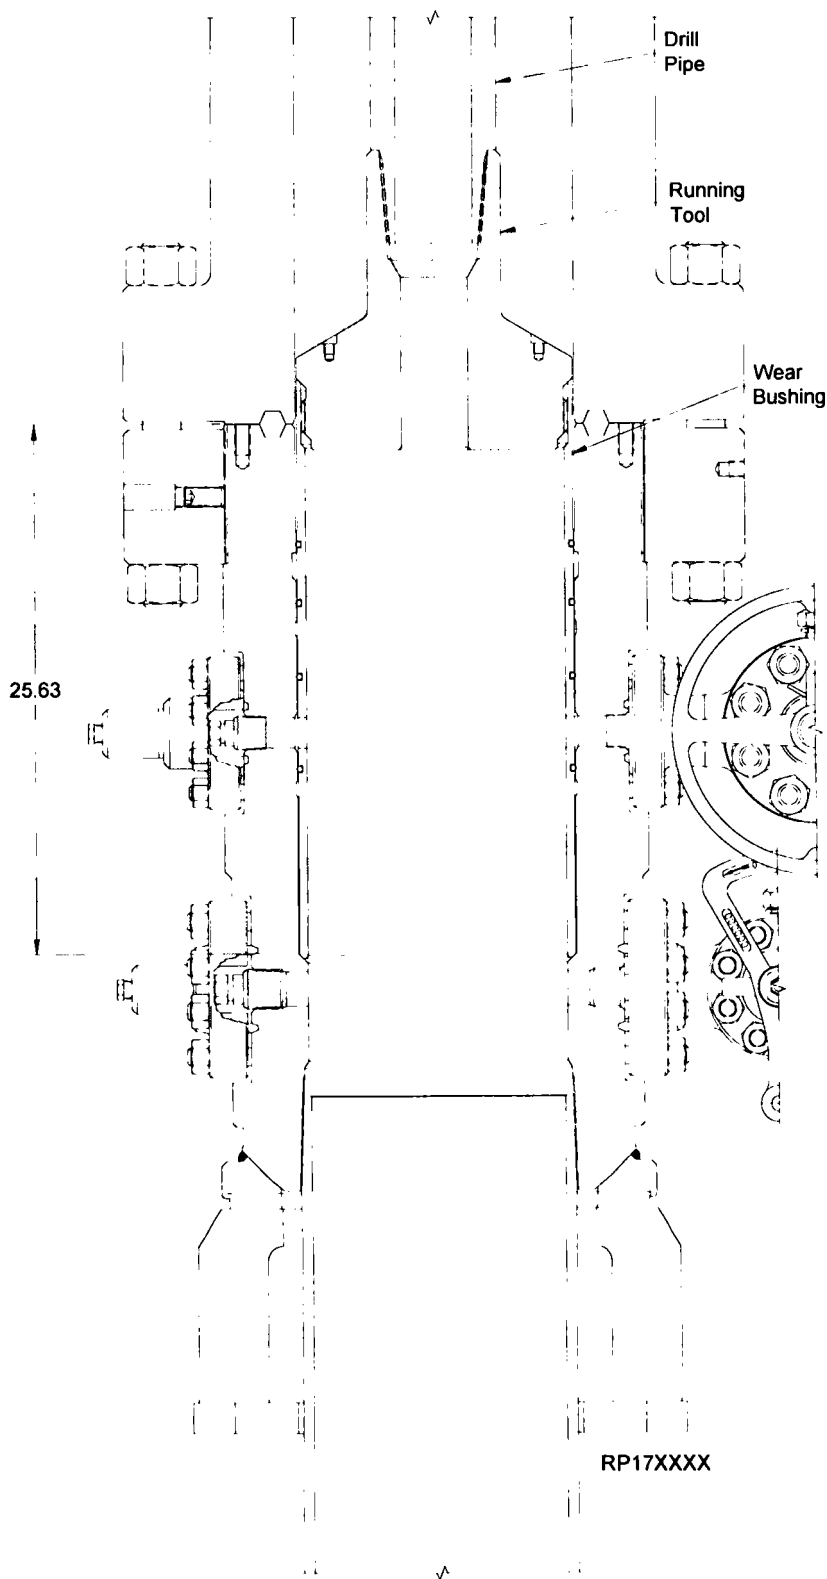 Drill
Pipe
Running
Tool
Wear
Bushing
25.63
RP17XXXX